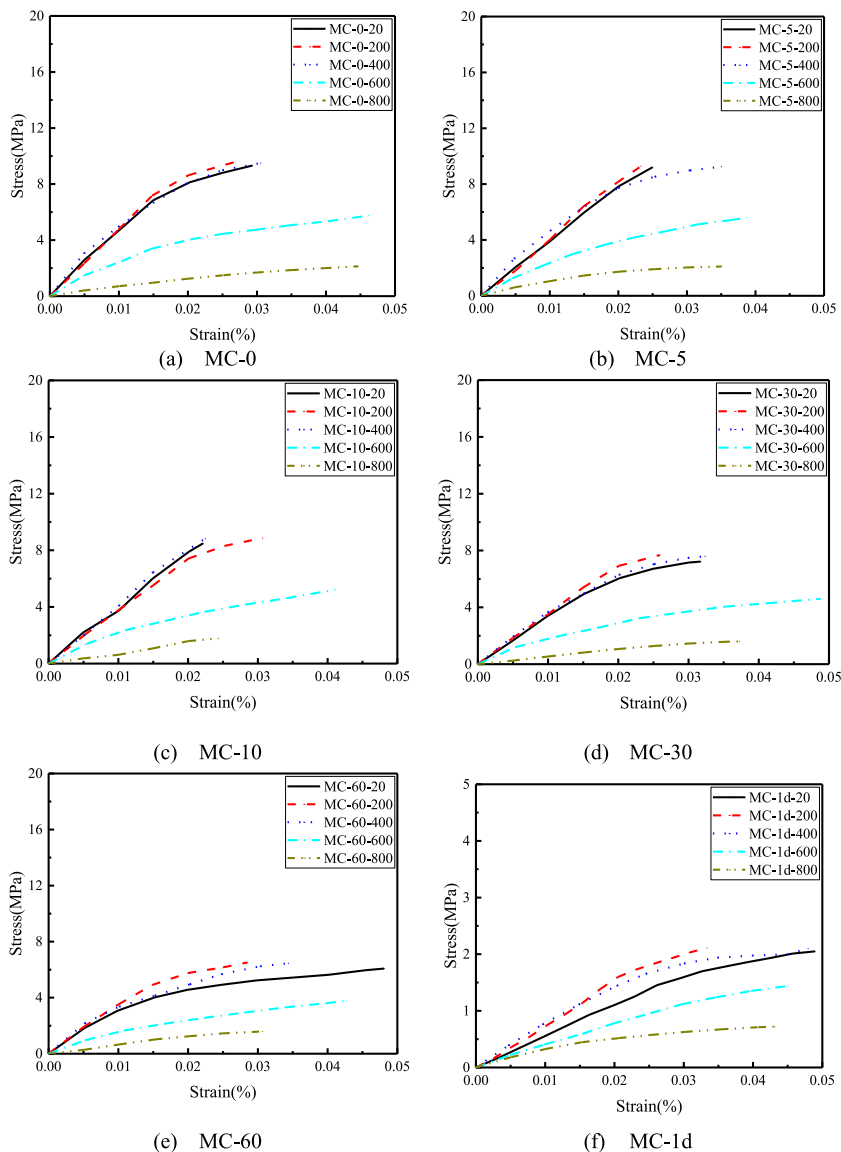 20
16
12
8
4
0
Stress(MPa)
MC-0-20
MC-0-200
MC-0-400
MC-0-600
MC-0-800
0.00 0.01 0.02 0.03 0.04 0.05
Strain(%)
(a) MC-0
20
16
12
8
4
0
Stress(MPa)
MC-5-20
MC-5-200
MC-5-400
MC-5-600
MC-5-800
0.00 0.01 0.02 0.03 0.04 0.05
Strain(%)
(b) MC-5
20
16
12
8
4
0
Stress(MPa)
MC-10-20
MC-10-200
MC-10-400
MC-10-600
MC-10-800
0.00 0.01 0.02 0.03 0.04 0.05
Strain(%)
(c) MC-10
20
16
12
8
4
0
Stress(MPa)
MC-30-20
MC-30-200
MC-30-400
MC-30-600
MC-30-800
0.00 0.01 0.02 0.03 0.04 0.05
Strain(%)
(d) MC-30
20
16
12
8
4
0
Stress(MPa)
MC-60-20
MC-60-200
MC-60-400
MC-60-600
MC-60-800
0.00 0.01 0.02 0.03 0.04 0.05
Strain(%)
(e) MC-60
5
4
3
2
1
0
Stress(MPa)
MC-1d-20
MC-1d-200
MC-1d-400
MC-1d-600
MC-1d-800
0.00 0.01 0.02 0.03 0.04 0.05
Strain(%)
(f) MC-1d